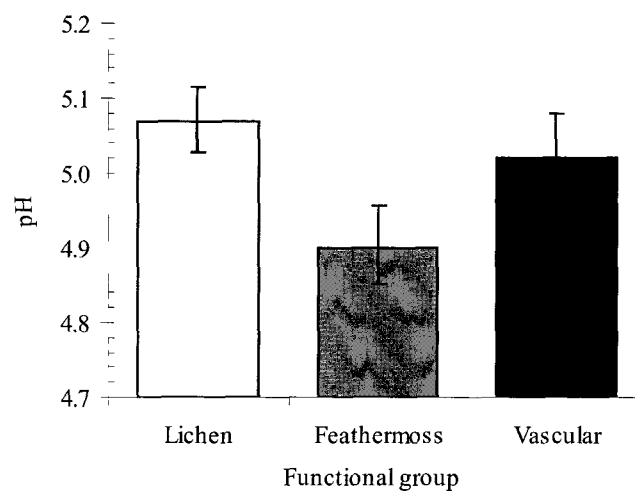 5.2
5.1
5.0
4.9
4.8
4.7
pH
Lichen Feathermoss Vascular
Functional group